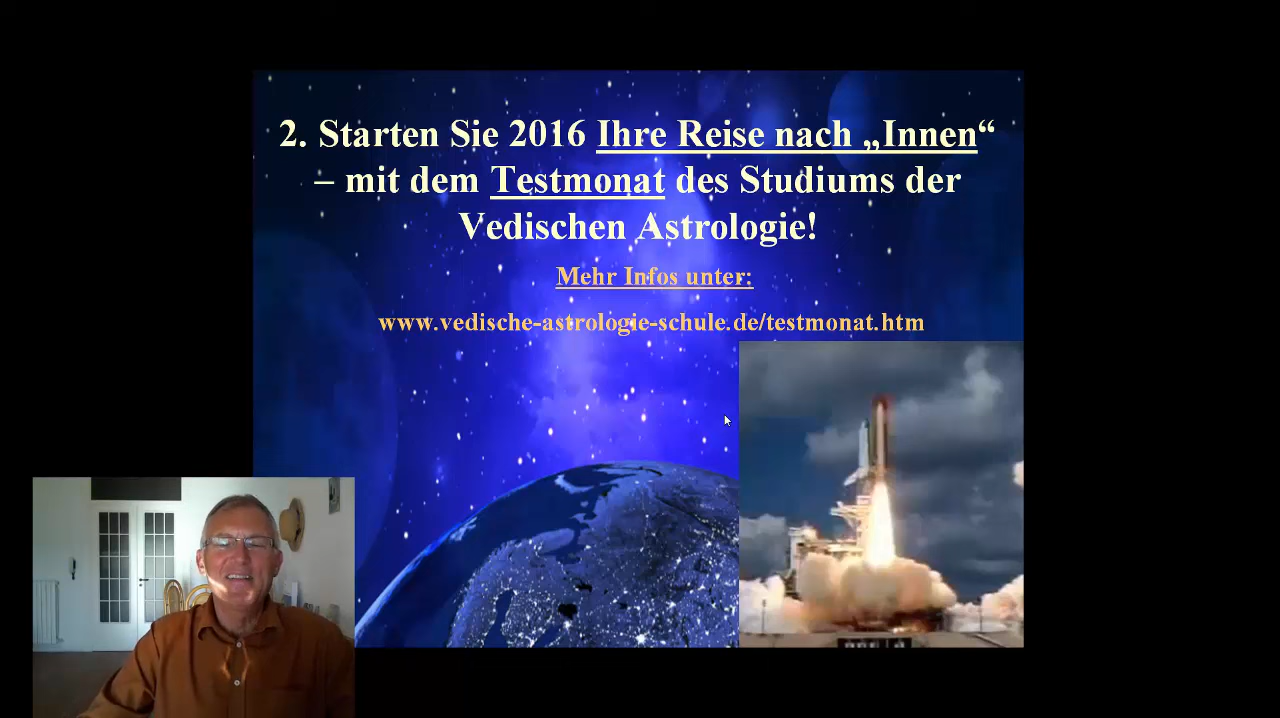 2. Starten Sie 2016 Ihre Reise nach „Innen“
– mit dem Testmonat des Studiums der
Vedischen Astrologie!
Mehr Infos unter:
www.vedische-astrologie-schule.de/testmonat.htm